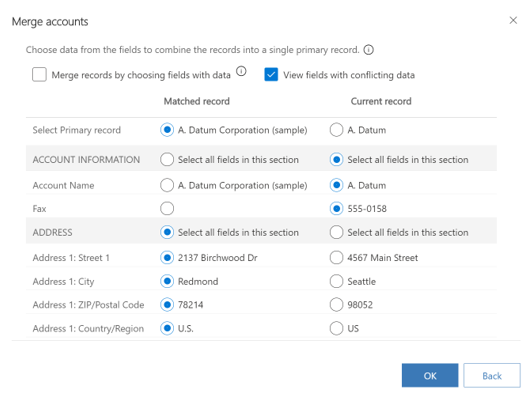 Merge accounts
Choose data from the fields to combine the records into a single primary record.
Merge records by choosing fields with data View fields with conflicting data
Matched record Current record
Select Primary record A. Datum Corporation (sample) A. Datum
ACCOUNT INFORMATION Select all fields in this section Select all fields in this section
Account Name A. Datum Corporation (sample) A. Datum
Fax 555-0158
ADDRESS Select all fields in this section Select all fields in this section
Address 1: Street 1 2137 Birchwood Dr 4567 Main Street
Address 1: City Redmond Seattle
Address 1: ZIP/Postal Code 78214 98052
Address 1: Country/Region U.S. US
OK Back